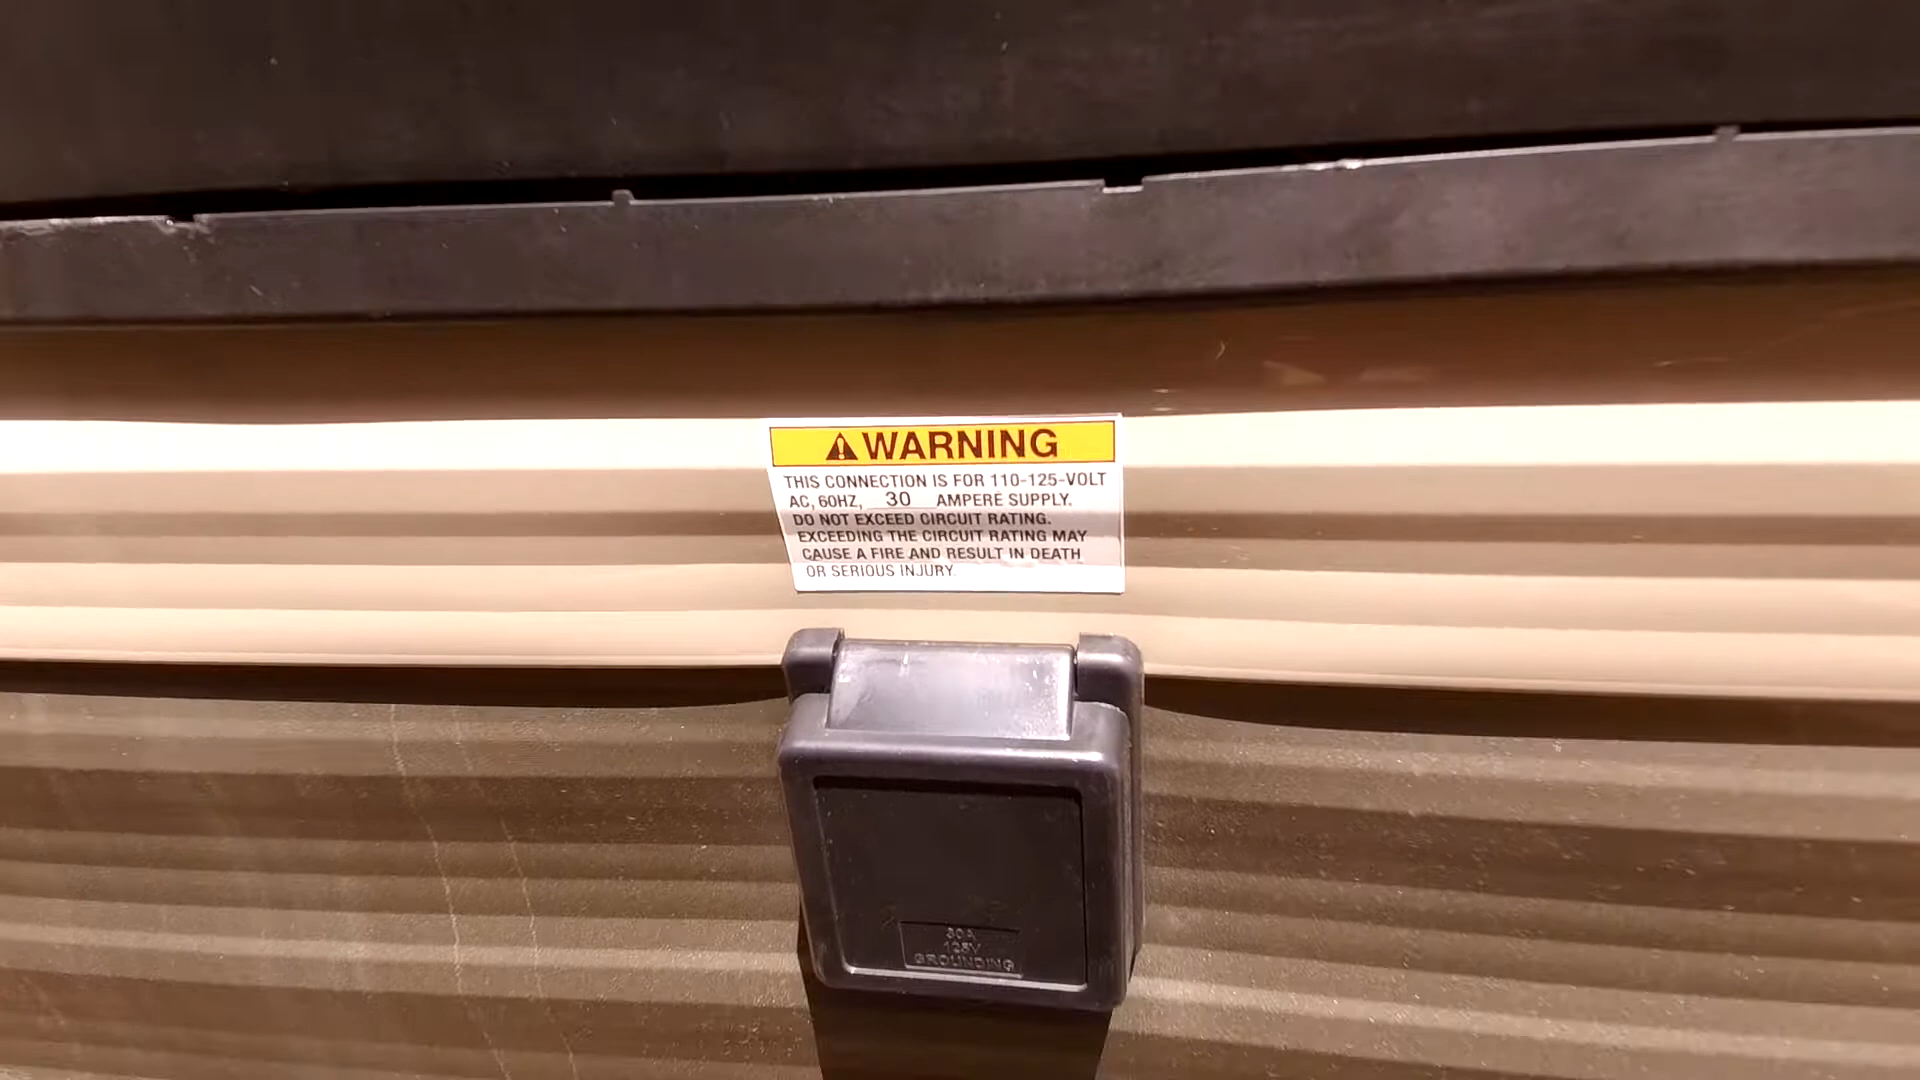 WARNING
THIS CONNECTION IS FOR 110-125-VOLT
AC, 60HZ, 30 AMPERE SUPPLY.
DO NOT EXCEED CIRCUIT RATING.
EXCEEDING THE CIRCUIT RATING MAY
CAUSE A FIRE AND RESULT IN DEATH
OR SERIOUS INJURY.
30A
125V
GROUNDING